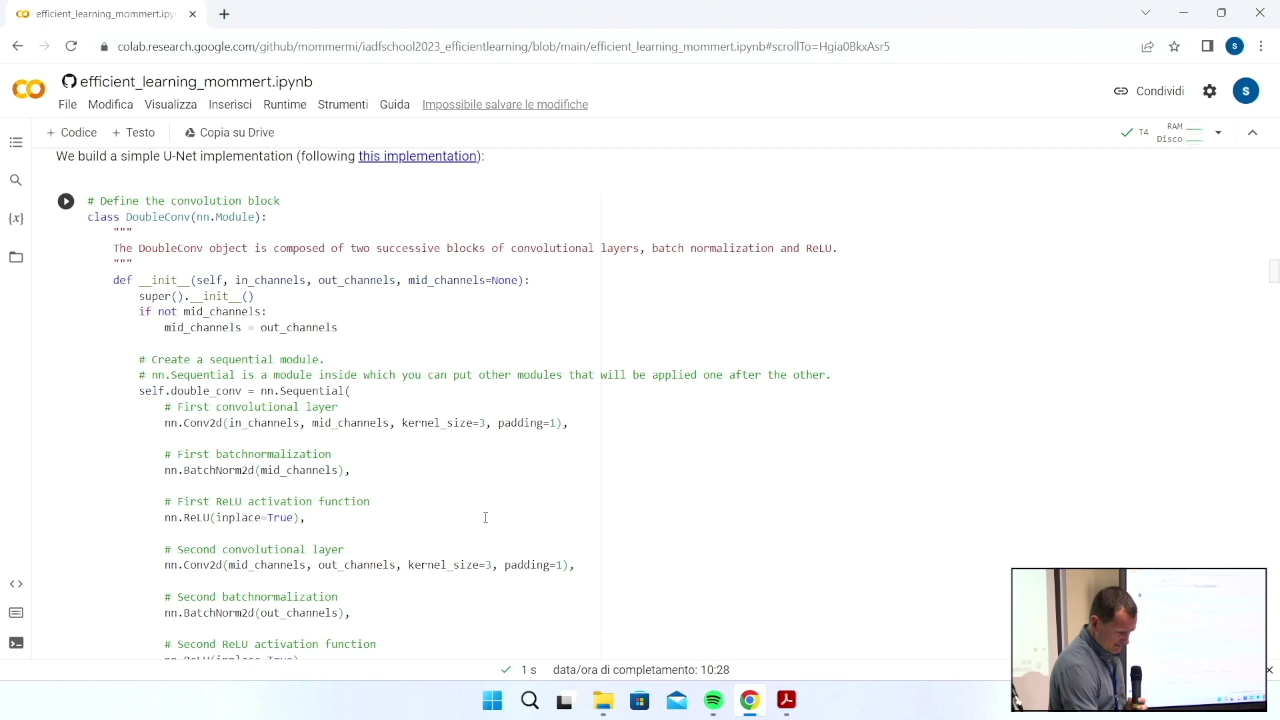 efficient_learning_mommert.ipy
colab.research.google.com/github/mommermi/iadfschool2023_efficientlearning/blob/main/efficient_learning_mommert.ipynb#scrollTo=Hgia0BkxAsr5
S
efficient_learning_mommert.ipynb
Condividi
S
File Modifica Visualizza Inserisci Runtime Strumenti Guida Impossibile salvare le modifiche
+ Codice + Testo Copia su Drive
T4
RAM
Disco
We build a simple U-Net implementation (following this implementation):
# Define the convolution block
class DoubleConv(nn.Module):
"""
The DoubleConv object is composed of two successive blocks of convolutional layers, batch normalization and ReLU.
"""
def __init__(self, in_channels, out_channels, mid_channels=None):
super().__init__()
if not mid_channels:
mid_channels = out_channels
# Create a sequential module.
# nn.Sequential is a module inside which you can put other modules that will be applied one after the other.
self.double_conv = nn.Sequential(
# First convolutional layer
nn.Conv2d(in_channels, mid_channels, kernel_size=3, padding=1),
# First batchnormalization
nn.BatchNorm2d(mid_channels),
# First ReLU activation function
nn.ReLU(inplace=True),
# Second convolutional layer
nn.Conv2d(mid_channels, out_channels, kernel_size=3, padding=1),
# Second batchnormalization
nn.BatchNorm2d(out_channels),
# Second ReLU activation function
nn.ReLU(inplace=True)
1 s data/ora di completamento: 10:28